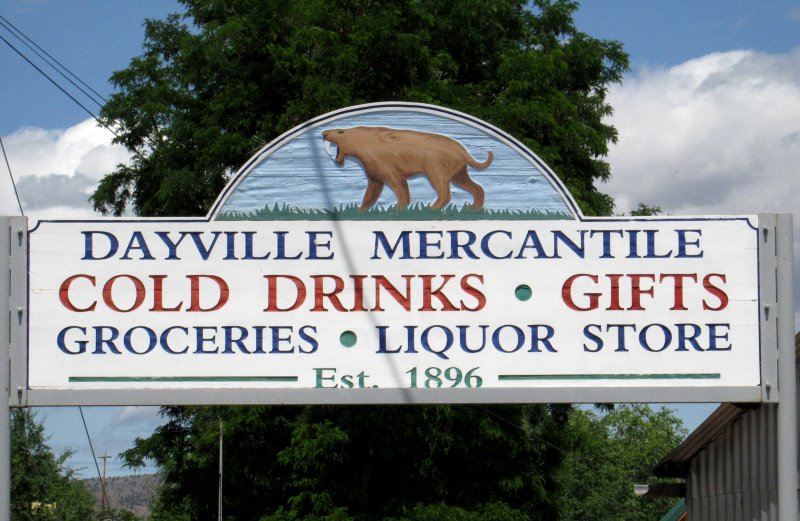 DAYVILLE MERCANTILE
COLD DRINKS • GIFTS
GROCERIES • LIQUOR STORE
Est. 1896